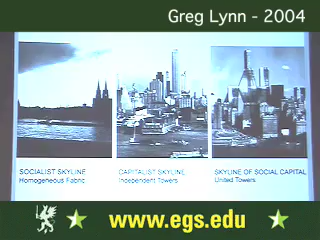 Greg Lynn - 2004
SOCIALIST SKYLINE
Homogeneous Fabric
CAPITALIST SKYLINE
Independent Towers
SKYLINE OF SOCIAL CAPITAL
United Towers
www.egs.edu